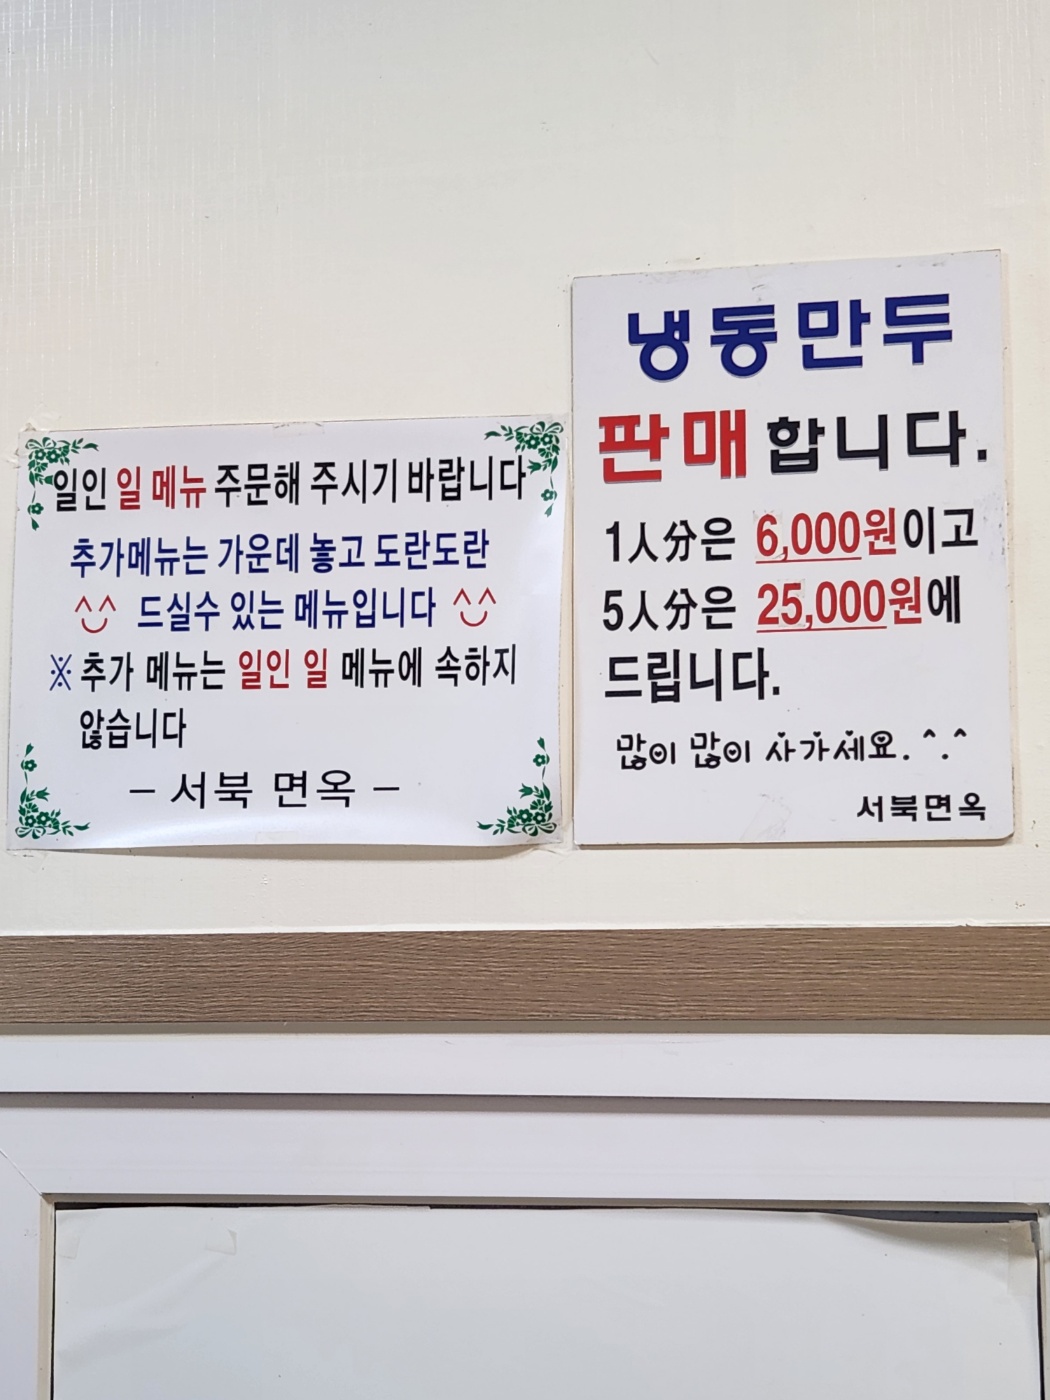 일인 일 메뉴 주문해 주시기 바랍니다
추가메뉴는 가운데 놓고 도란도란
^^ 드실수 있는 메뉴입니다 ^^
※ 추가 메뉴는 일인 일 메뉴에 속하지
않습니다
– 서북 면옥 –
냉동만두
판매 합니다.
1人分은 6,000원이고
5人分은 25,000원에
드립니다.
많이 많이 사가세요. ^.^
서북면옥